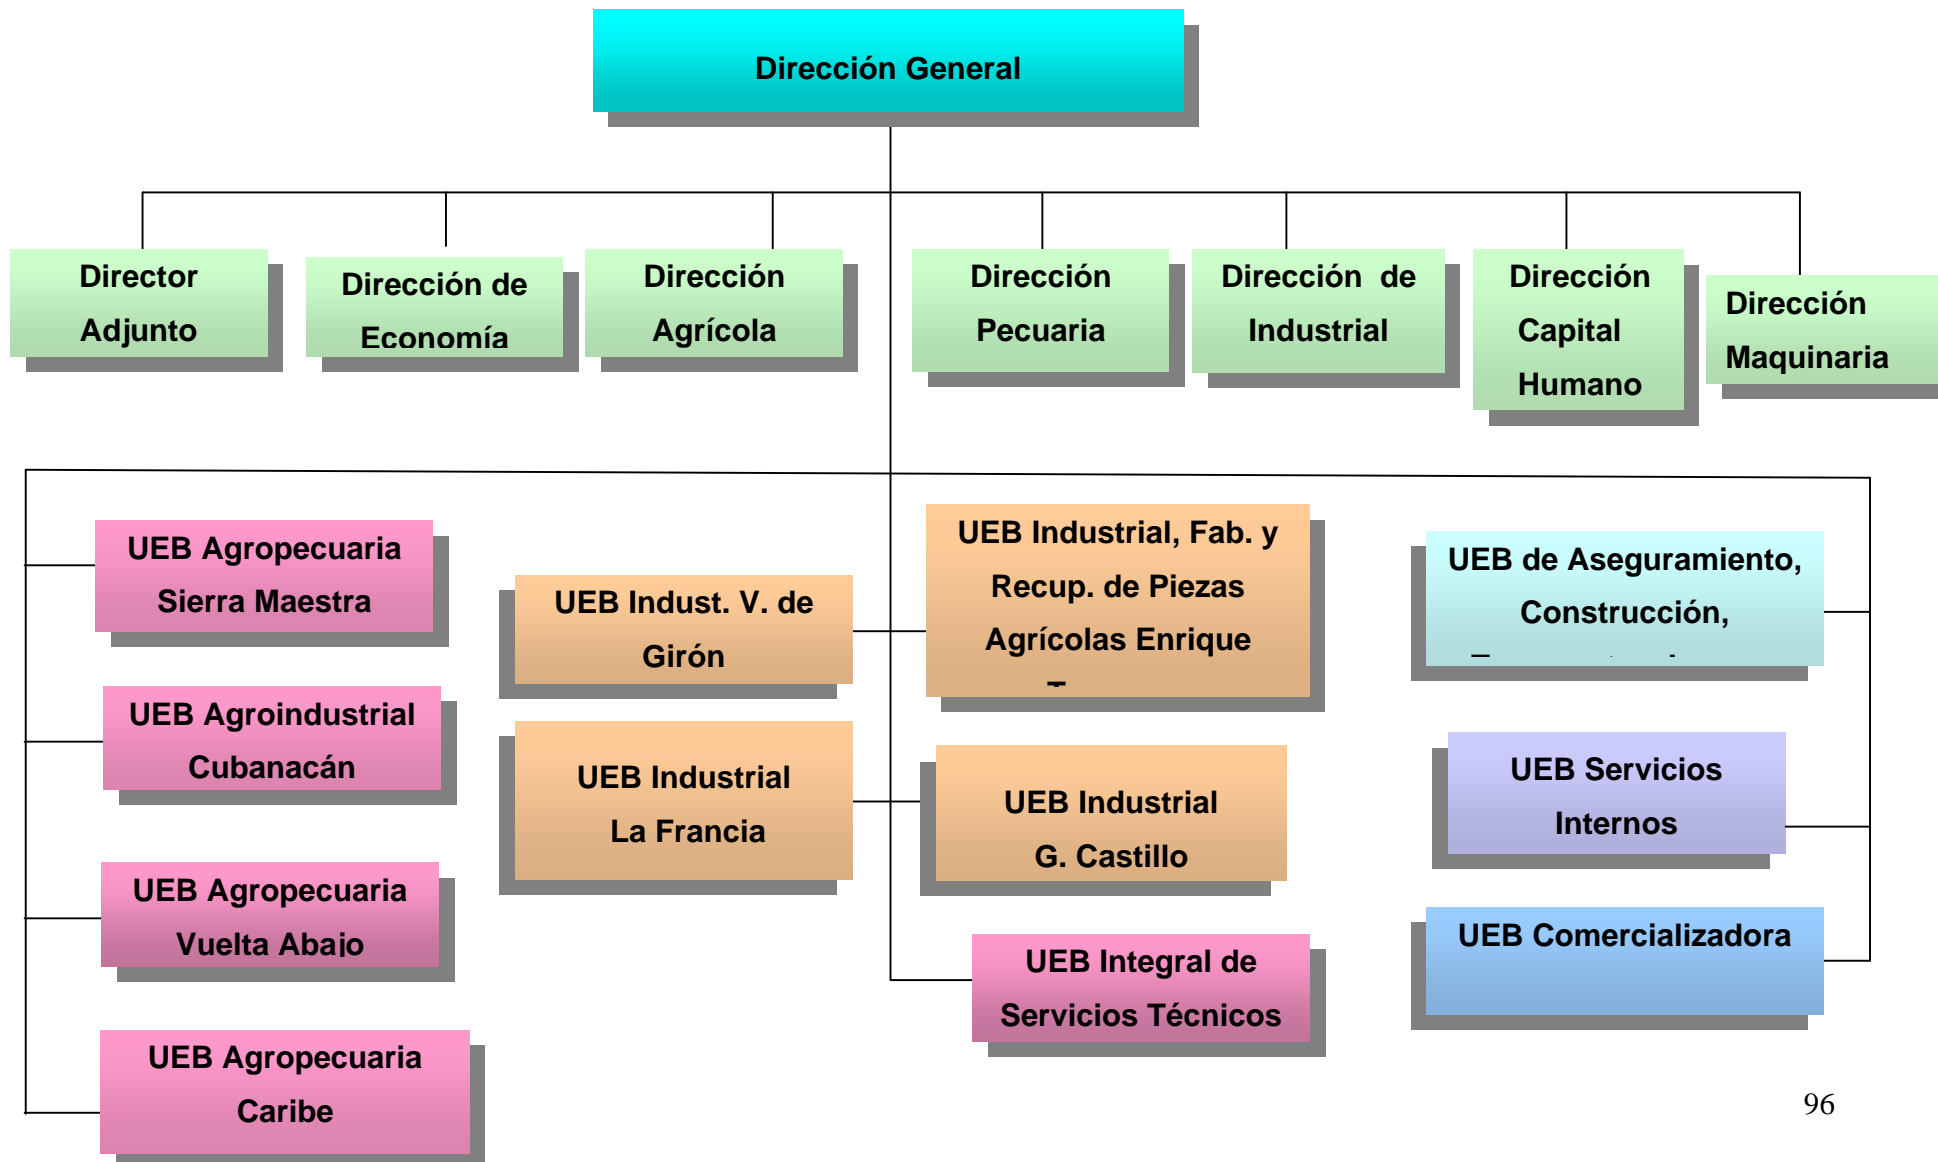 Dirección General
Director
Adjunto
Dirección de
Economía
Dirección
Agrícola
Dirección
Pecuaria
Dirección  de
Industrial
Dirección
Capital
Humano
Dirección
Maquinaria
UEB Agropecuaria
Sierra Maestra
UEB Agroindustrial
Cubanacán
UEB Agropecuaria
Vuelta Abajo
UEB Agropecuaria
Caribe
UEB Indust. V. de
Girón
UEB Industrial
La Francia
UEB Industrial, Fab. y
Recup. de Piezas
Agrícolas Enrique
UEB Industrial
G. Castillo
UEB Integral de
Servicios Técnicos
UEB de Aseguramiento,
Construcción,
UEB Servicios
Internos
UEB Comercializadora
96